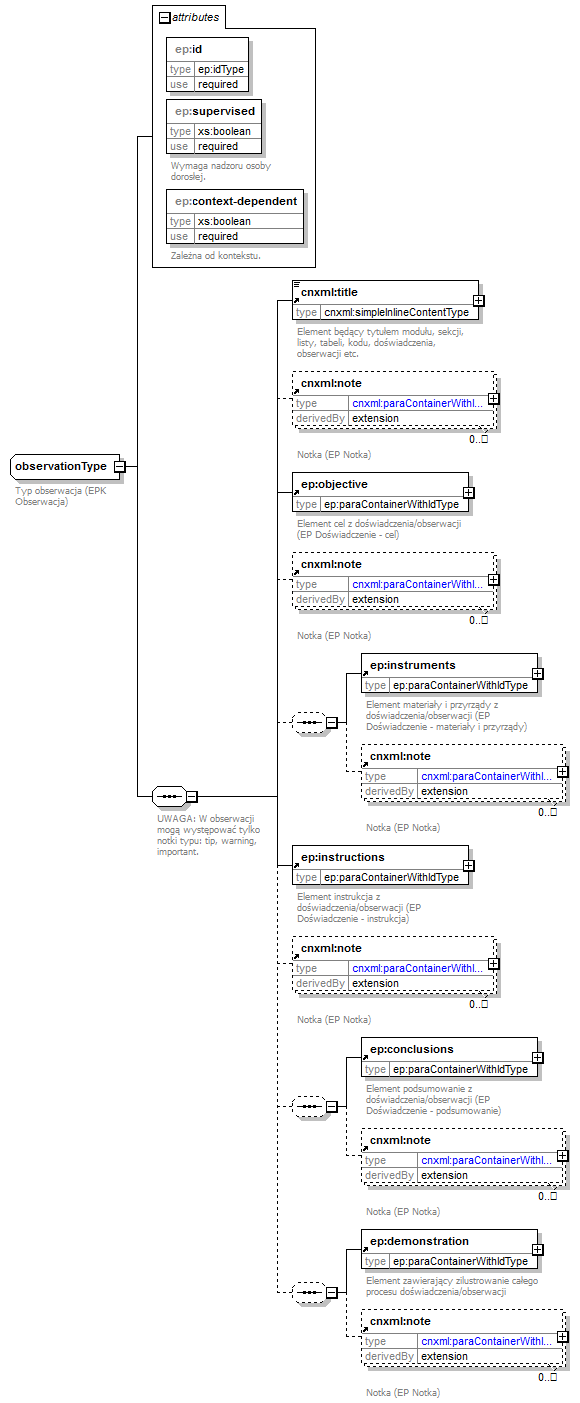 attributes
ep:id
type ep:idType
use required
ep:supervised
type xs:boolean
use required
Wymaga nadzoru osoby
dorosłej.
ep:context-dependent
type xs:boolean
use required
Zależna od kontekstu.
cnxml:title
type cnxml:simpleInlineContentType
Element będący tytułem modułu, sekcji,
listy, tabeli, kodu, doświadczenia,
obserwacji etc.
cnxml:note
type cnxml:paraContainerWithI...
derivedBy extension
0..□
Notka (EP Notka)
observationType
Typ obserwacja (EPK
Obserwacja)
ep:objective
type ep:paraContainerWithIdType
Element cel z doświadczenia/obserwacji
(EP Doświadczenie - cel)
cnxml:note
type cnxml:paraContainerWithI...
derivedBy extension
0..□
Notka (EP Notka)
ep:instruments
type ep:paraContainerWithIdType
Element materiały i przyrządy z
doświadczenia/obserwacji (EP
Doświadczenie - materiały i przyrządy)
cnxml:note
type cnxml:paraContainerWithI...
derivedBy extension
0..□
Notka (EP Notka)
UWAGA: W obserwacji
mogą występować tylko
notki typu: tip, warning,
important.
ep:instructions
type ep:paraContainerWithIdType
Element instrukcja z
doświadczenia/obserwacji (EP
Doświadczenie - instrukcja)
cnxml:note
type cnxml:paraContainerWithI...
derivedBy extension
0..□
Notka (EP Notka)
ep:conclusions
type ep:paraContainerWithIdType
Element podsumowanie z
doświadczenia/obserwacji (EP
Doświadczenie - podsumowanie)
cnxml:note
type cnxml:paraContainerWithI...
derivedBy extension
0..□
Notka (EP Notka)
ep:demonstration
type ep:paraContainerWithIdType
Element zawierający zilustrowanie całego
procesu doświadczenia/obserwacji
cnxml:note
type cnxml:paraContainerWithI...
derivedBy extension
0..□
Notka (EP Notka)